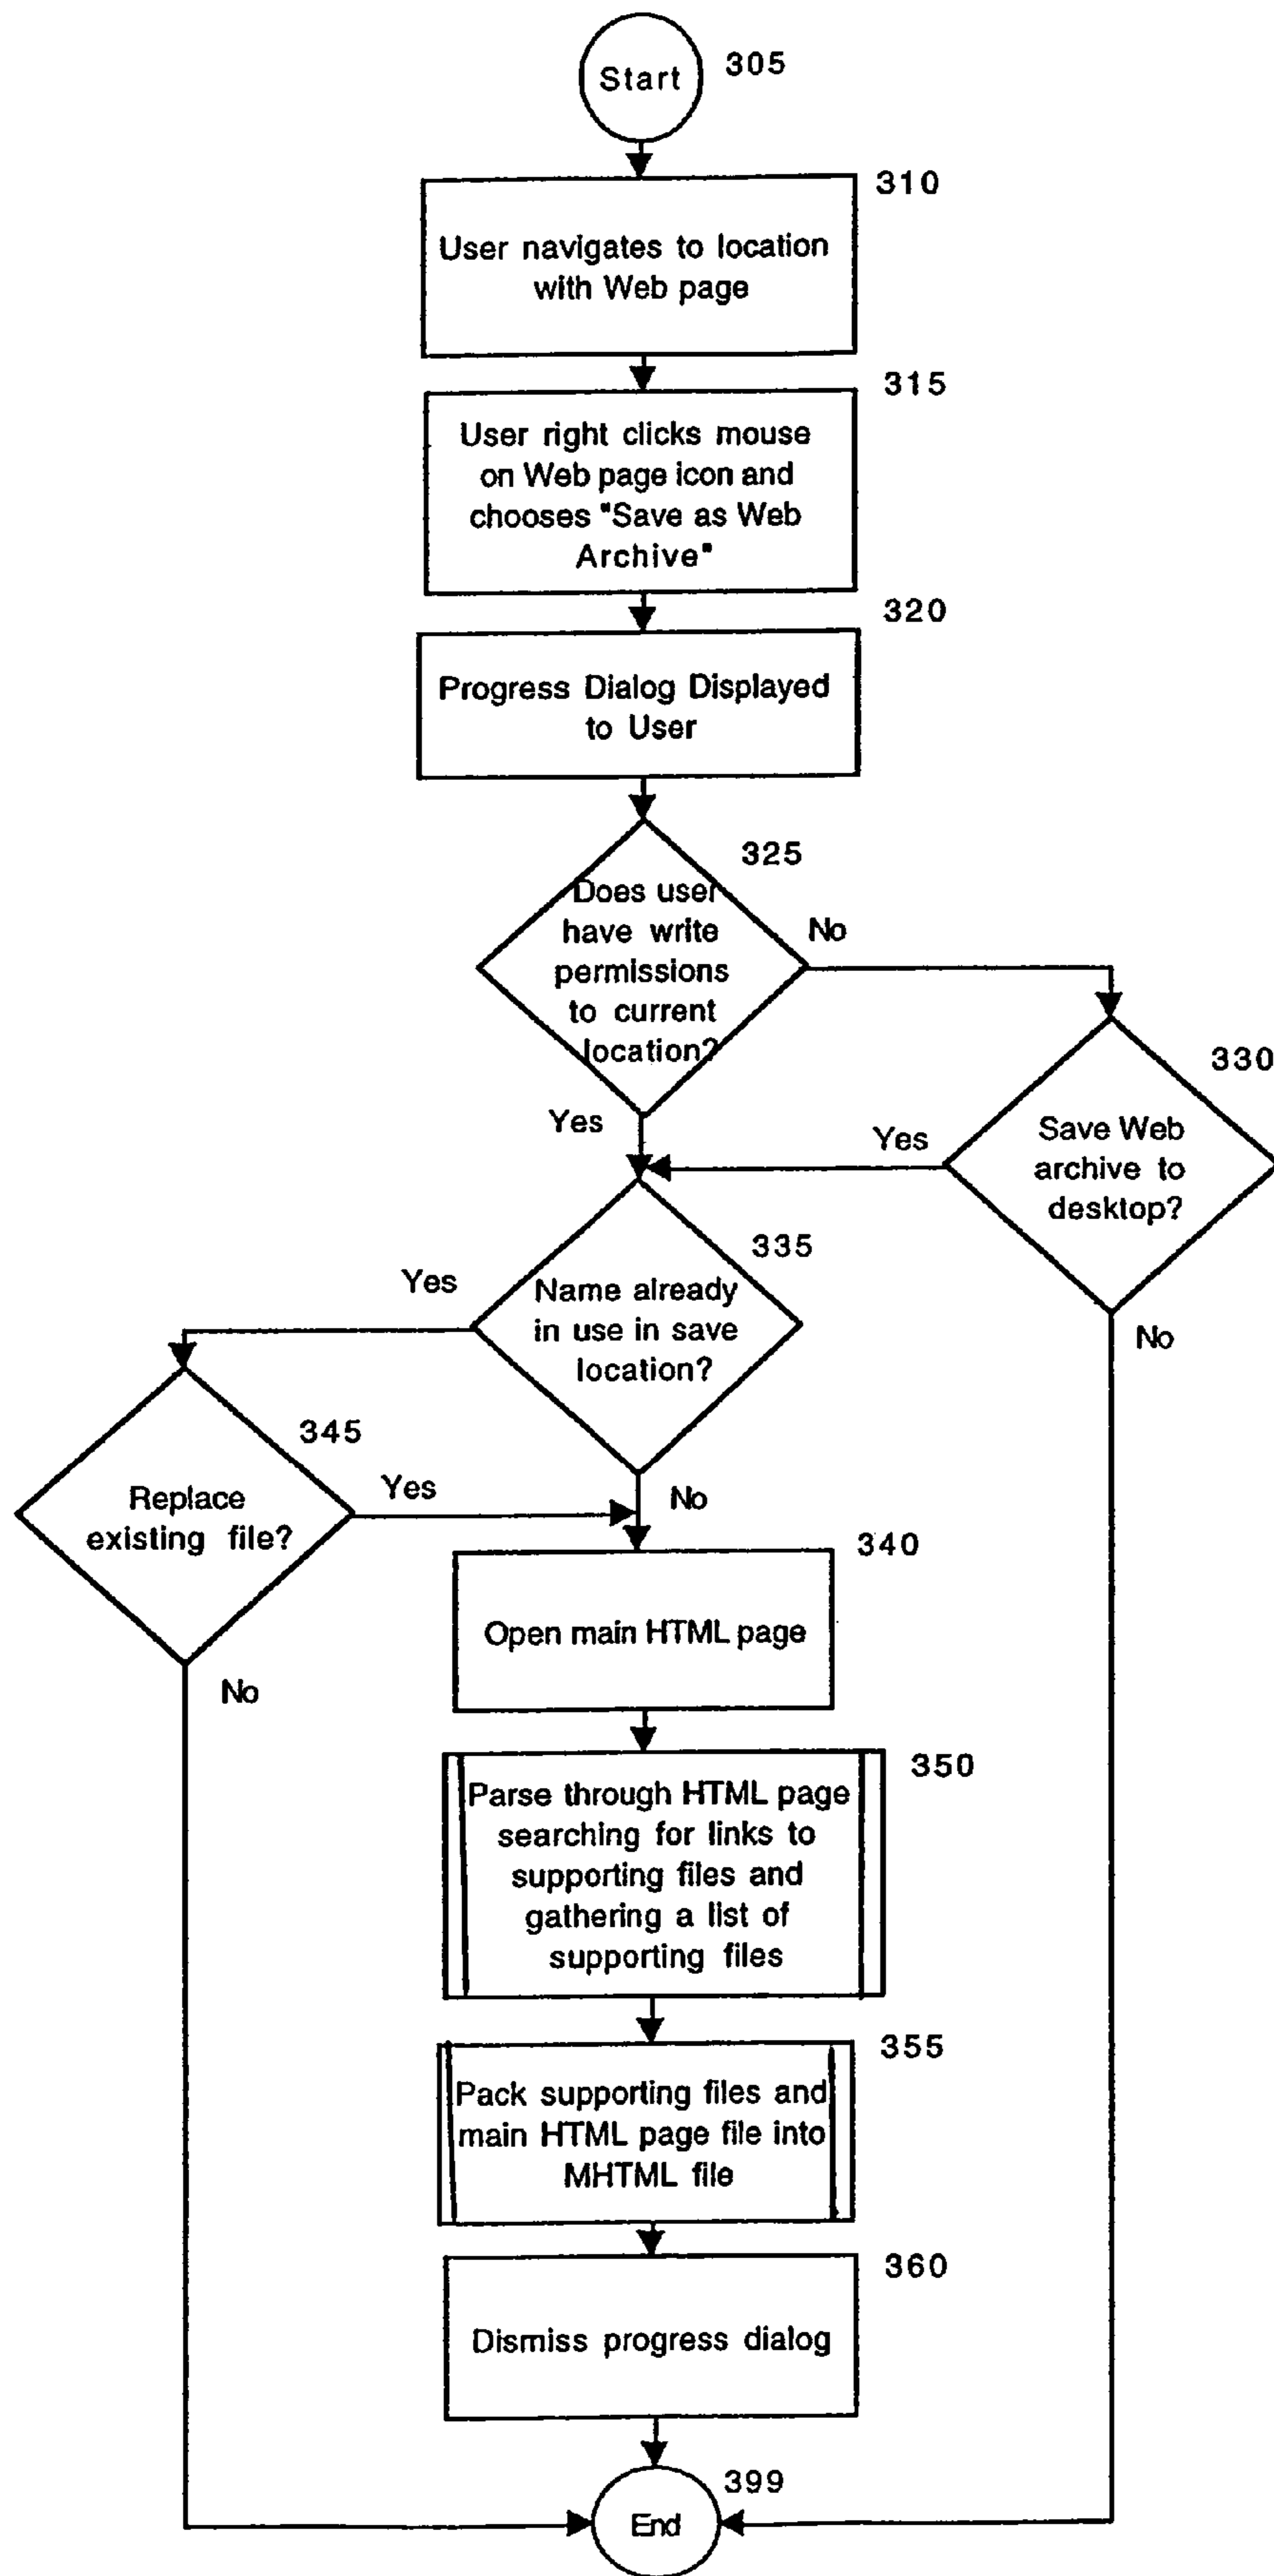 Start
305
310
User navigates to location
with Web page
315
User right clicks mouse
on Web page icon and
chooses "Save as Web
Archive"
320
Progress Dialog Displayed
to User
325
Does user
have write
permissions
to current
location?
No
Yes
330
Save Web
archive to
desktop?
Yes
No
335
Name already
in use in save
location?
Yes
No
345
Replace
existing file?
Yes
No
340
Open main HTML page
350
Parse through HTML page
searching for links to
supporting files and
gathering a list of
supporting files
355
Pack supporting files and
main HTML page file into
MHTML file
360
Dismiss progress dialog
399
End